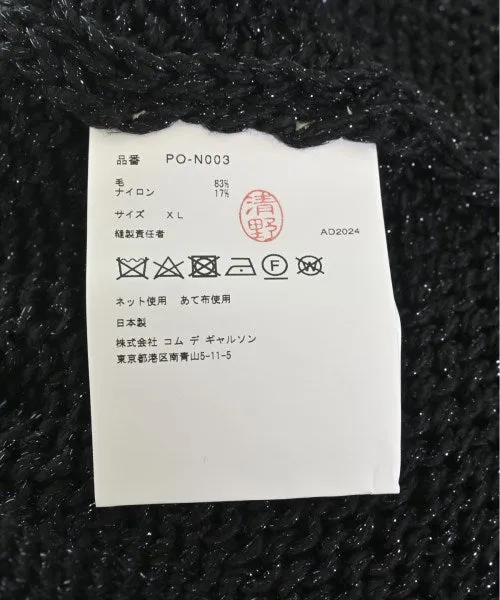 品番 PO-N003
毛 83%
ナイロン 17%
サイズ XL
縫製責任者 清野 AD2024
F W
ネット使用 あて布使用
日本製
株式会社 コム デ ギャルソン
東京都港区南青山5-11-5